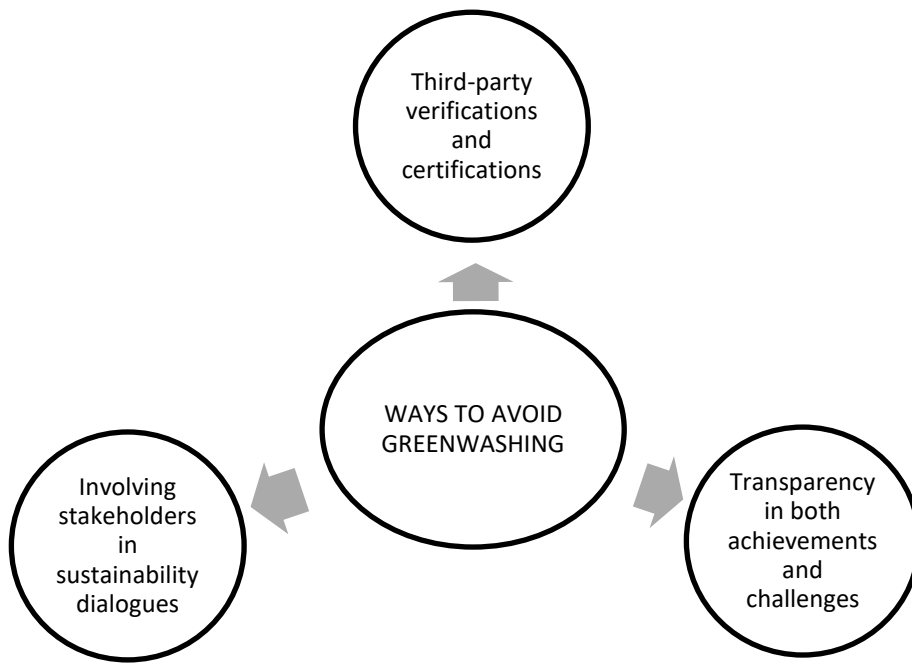 Third-party
verifications
and
certifications
WAYS TO AVOID
GREENWASHING
Involving
stakeholders
in
sustainability
dialogues
Transparency
in both
achievements
and
challenges